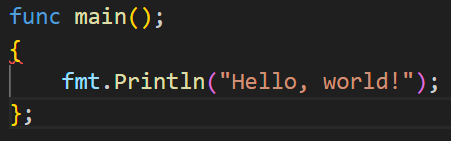 func main();
{
    fmt.Println("Hello, world!");
};